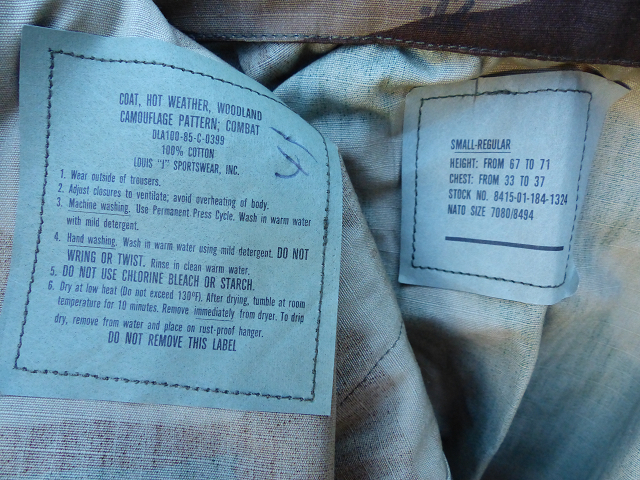 COAT, HOT WEATHER, WOODLAND
CAMOUFLAGE PATTERN; COMBAT
DLA100-85-C-0399
100% COTTON
LOUIS "J" SPORTSWEAR, INC.
1. Wear outside of trousers.
2. Adjust closures to ventilate; avoid overheating of body.
3. Machine washing. Use Permanent Press Cycle. Wash in warm water
with mild detergent.
4. Hand washing. Wash in warm water using mild detergent. DO NOT
WRING OR TWIST. Rinse in clean warm water.
5. DO NOT USE CHLORINE BLEACH OR STARCH.
6. Dry at low heat (Do not exceed 130°F). After drying, tumble at room
temperature for 10 minutes. Remove immediately from dryer. To drip
dry, remove from water and place on rust-proof hanger.
DO NOT REMOVE THIS LABEL
SMALL-REGULAR
HEIGHT: FROM 67 TO 71
CHEST: FROM 33 TO 37
STOCK NO. 8415-01-184-1324
NATO SIZE 7080/8494